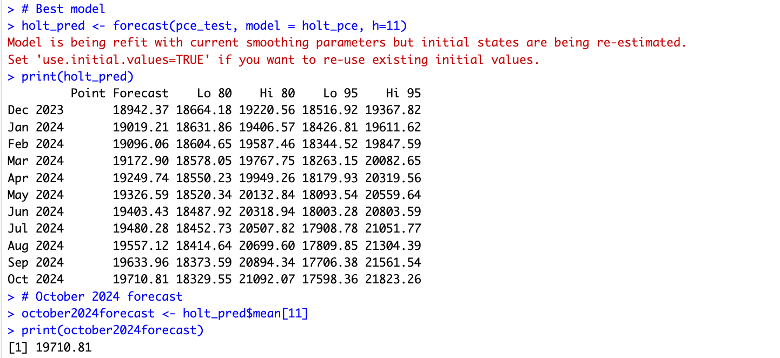 > # Best model
> holt_pred <- forecast(pce_test, model = holt_pce, h=11)
Model is being refit with current smoothing parameters but initial states are being re-estimated.
Set 'use.initial.values=TRUE' if you want to re-use existing initial values.
> print(holt_pred)
         Point Forecast    Lo 80    Hi 80    Lo 95    Hi 95
Dec 2023       18942.37 18664.18 19220.56 18516.92 19367.82
Jan 2024       19019.21 18631.86 19406.57 18426.81 19611.62
Feb 2024       19096.06 18604.65 19587.46 18344.52 19847.59
Mar 2024       19172.90 18578.05 19767.75 18263.15 20082.65
Apr 2024       19249.74 18550.23 19949.26 18179.93 20319.56
May 2024       19326.59 18520.34 20132.84 18093.54 20559.64
Jun 2024       19403.43 18487.92 20318.94 18003.28 20803.59
Jul 2024       19480.28 18452.73 20507.82 17908.78 21051.77
Aug 2024       19557.12 18414.64 20699.60 17809.85 21304.39
Sep 2024       19633.96 18373.59 20894.34 17706.38 21561.54
Oct 2024       19710.81 18329.55 21092.07 17598.36 21823.26
> # October 2024 forecast
> october2024forecast <- holt_pred$mean[11]
> print(october2024forecast)
[1] 19710.81